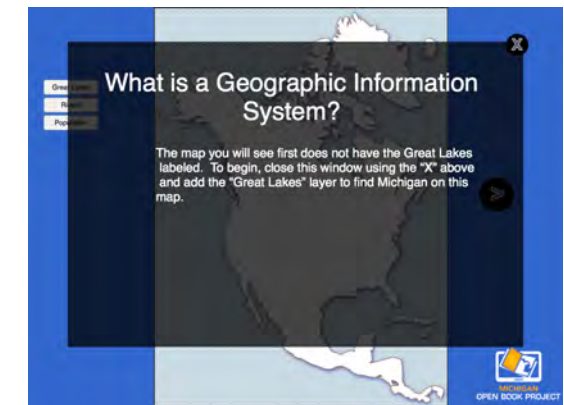 X
What is a Geographic Information
System?
Great Lakes
Rivers
Population
The map you will see first does not have the Great Lakes
labeled. To begin, close this window using the "X" above
and add the "Great Lakes" layer to find Michigan on this
map.
>
MICHIGAN
OPEN BOOK PROJECT